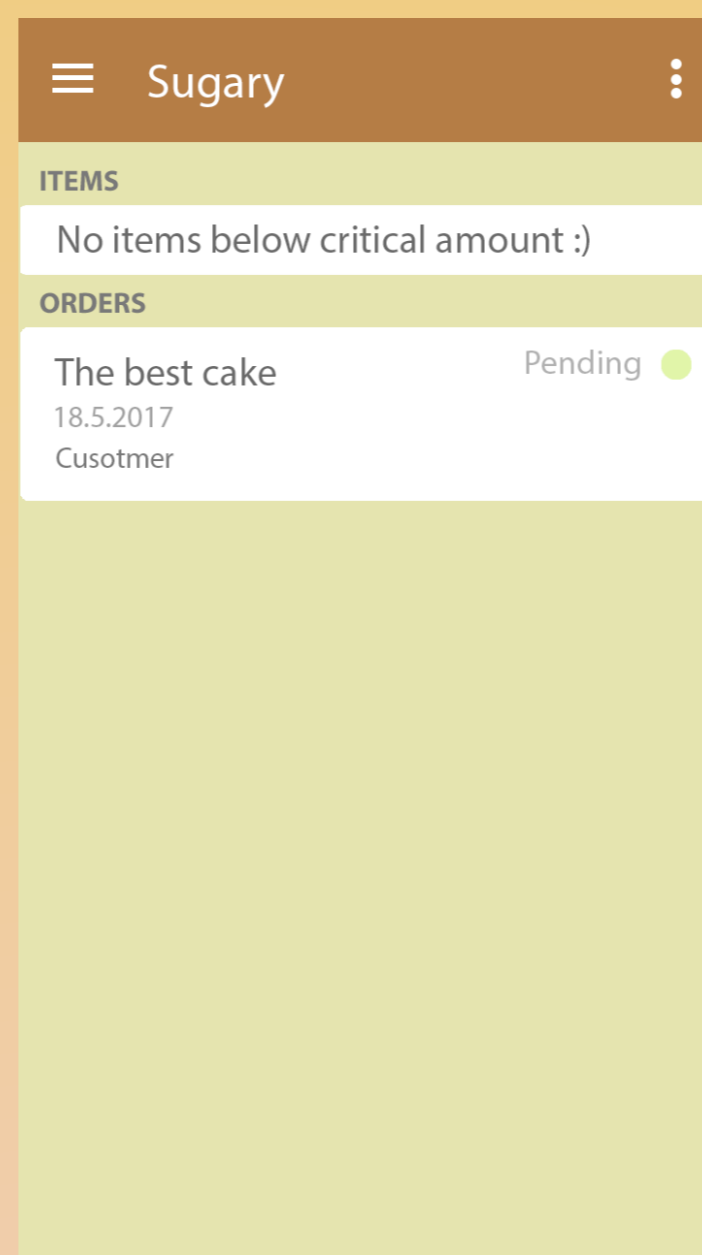 Sugary
ITEMS
No items below critical amount :)
ORDERS
The best cake
Pending
18.5.2017
Cusotmer